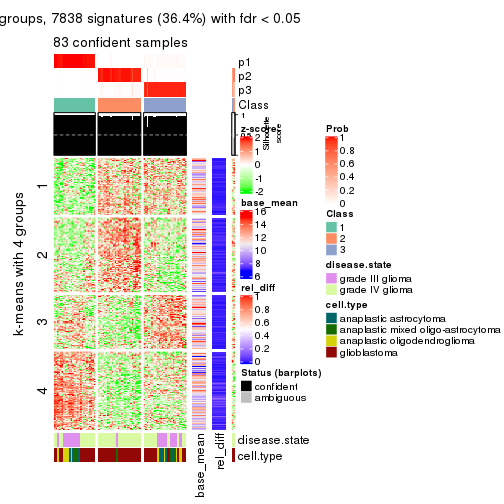 groups, 7838 signatures (36.4%) with fdr < 0.05
83 confident samples
p1
p2
p3
Class
1
Silhouette
score
k-means with 4 groups
1
2
3
4
base_mean
rel_diff
disease.state
cell.type
z-score
2
1
0
-1
-2
base_mean
16
14
12
10
8
6
rel_diff
1
0.8
0.6
0.4
0.2
0
Status (barplots)
confident
ambiguous
Prob
1
0.8
0.6
0.4
0.2
0
Class
1
2
3
disease.state
grade III glioma
grade IV glioma
cell.type
anaplastic astrocytoma
anaplastic mixed oligo-astrocytoma
anaplastic oligodendroglioma
glioblastoma